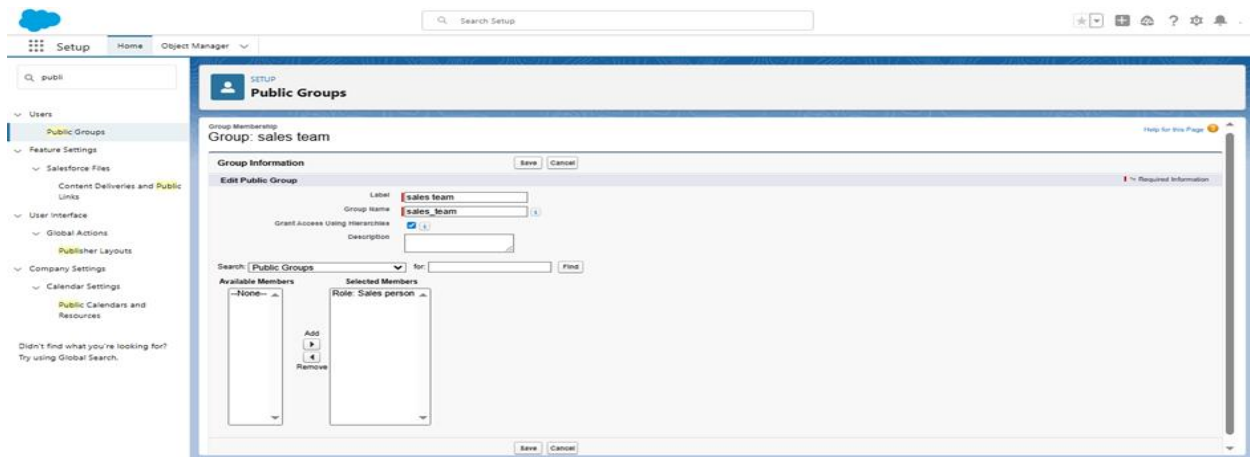 Search Setup
Setup
Home
Object Manager
publi
Users
Public Groups
Feature Settings
Salesforce Files
Content Deliveries and Public
Links
User Interface
Global Actions
Publisher Layouts
Company Settings
Calendar Settings
Public Calendars and
Resources
Didn't find what you're looking for?
Try using Global Search.
SETUP
Public Groups
Group Membership
Group: sales team
Help for this Page
Group Information
Save Cancel
Edit Public Group
= Required Information
Label sales team
Group Name sales_team
Grant Access Using Hierarchies
Description
Search: Public Groups for: Find
Available Members Selected Members
--None-- Role: Sales person
Add
Remove
Save Cancel